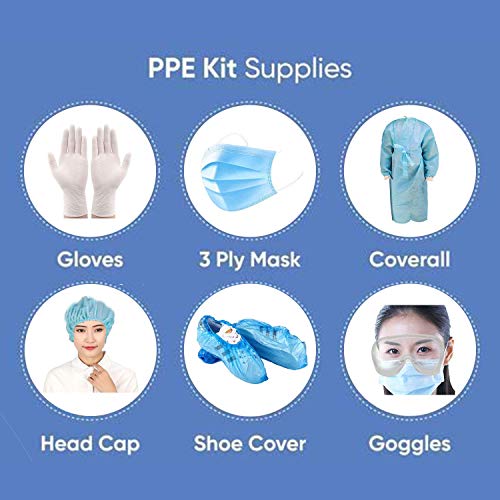 PPE Kit Supplies
Gloves
3 Ply Mask
Coverall
Head Cap
Shoe Cover
Goggles